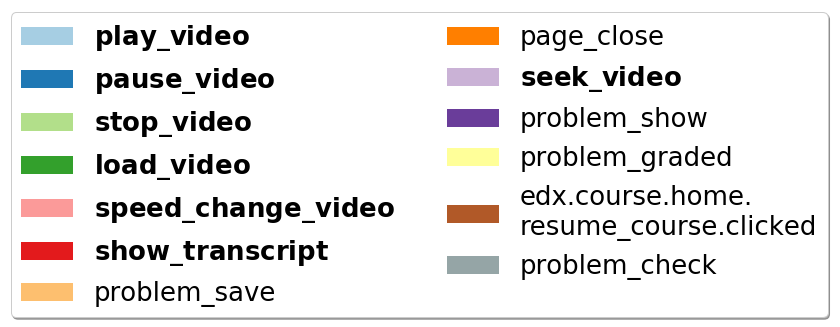 play_video
pause_video
stop_video
load_video
speed_change_video
show_transcript
problem_save
page_close
seek_video
problem_show
problem_graded
edx.course.home.
resume_course.clicked
problem_check